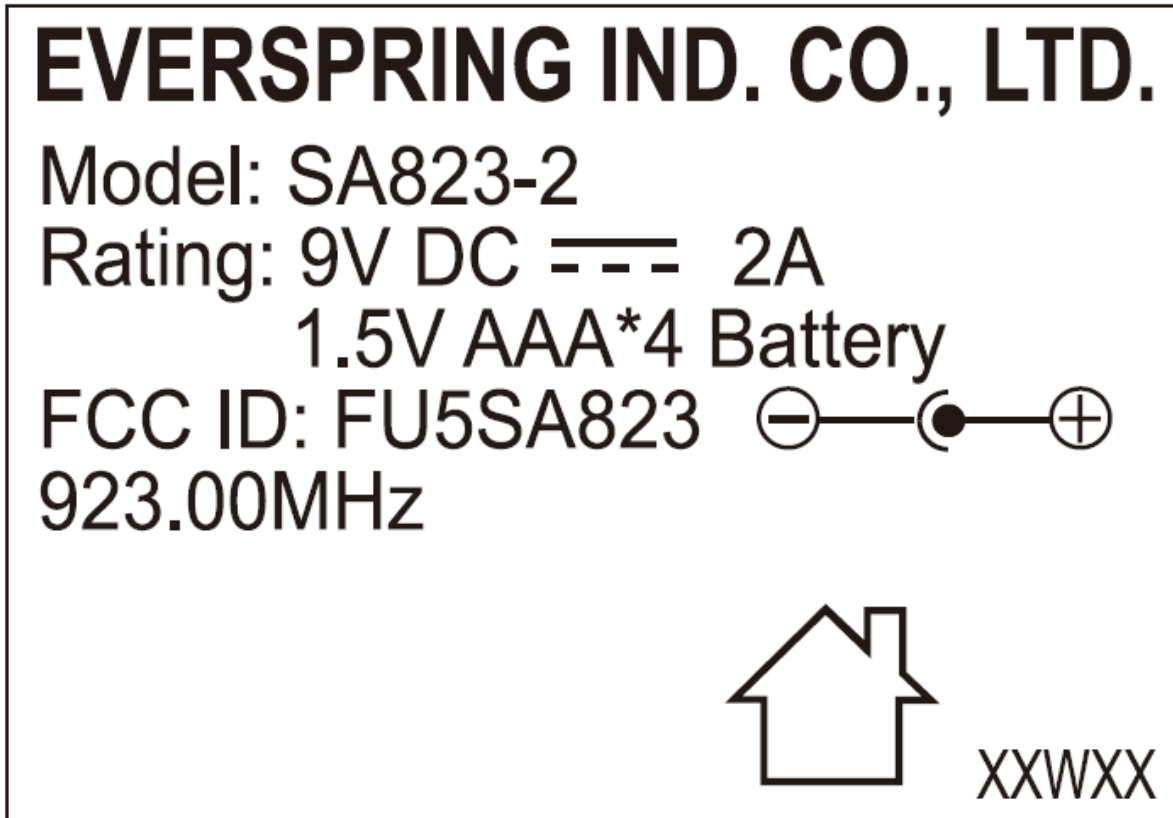 EVERSPRING IND. CO., LTD.
Model: SA823-2
Rating: 9V DC 2A
1.5V AAA*4 Battery
FCC ID: FU5SA823
923.00MHz
XXWXX